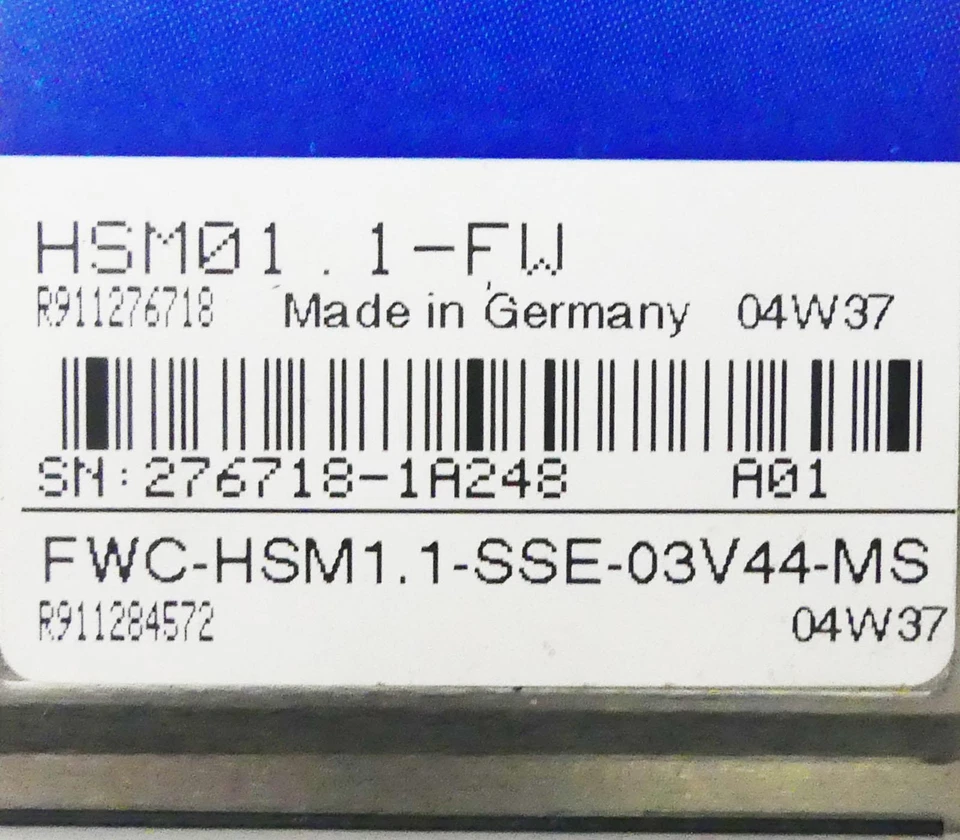 HSM01.1-FW
R911276718 Made in Germany 04W37
SN:276718-1A248 A01
FWC-HSM1.1-SSE-03V44-MS
R911284572 04W37